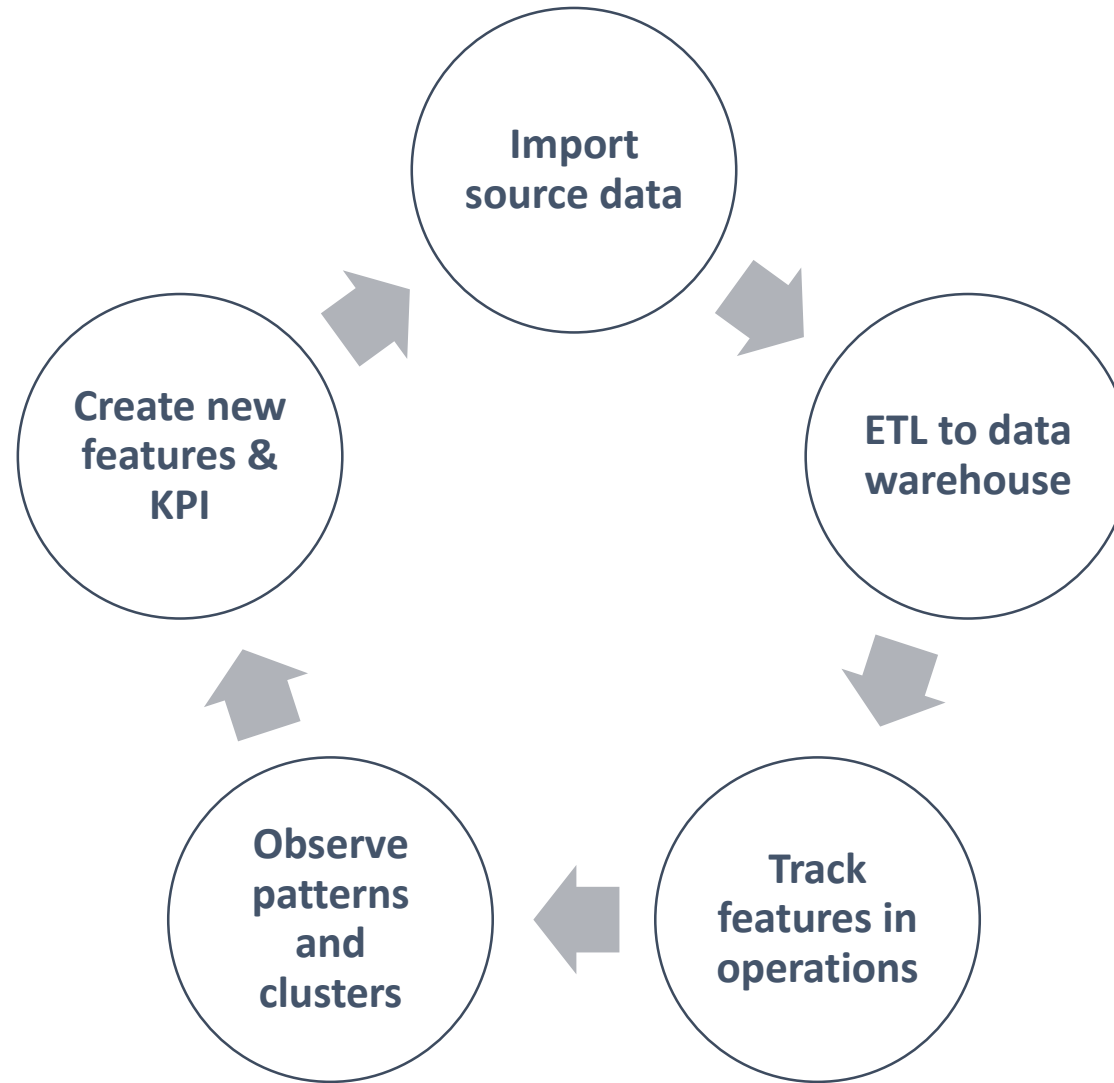 Import
source data
ETL to data
warehouse
Track
features in
operations
Observe
patterns
and
clusters
Create new
features &
KPI